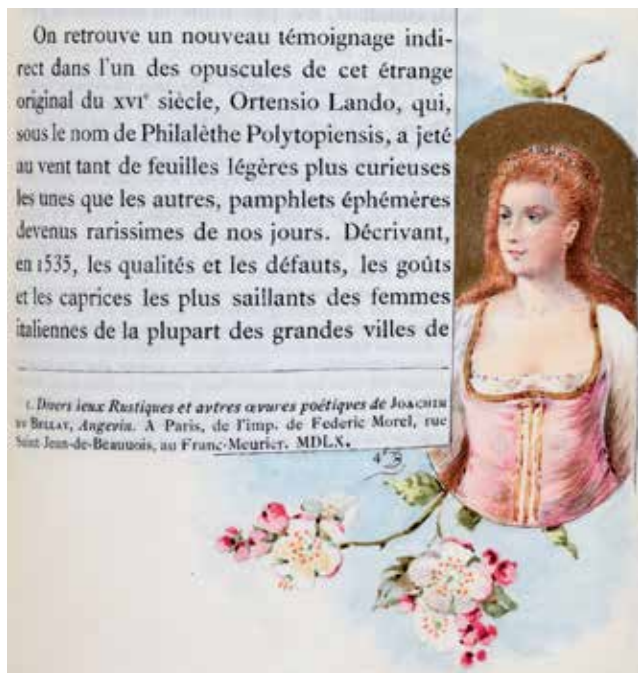 On retrouve un nouveau témoignage indi-
rect dans l'un des opuscules de cet étrange
original du XVIᵉ siècle, Ortensio Lando, qui,
sous le nom de Philalèthe Polytopiensis, a jeté
au vent tant de feuilles légères plus curieuses
les unes que les autres, pamphlets éphémères
devenus rarissimes de nos jours. Décrivant,
en 1535, les qualités et les défauts, les goûts
et les caprices les plus saillants des femmes
italiennes de la plupart des grandes villes de
1. Divers ieux Rustiques et avtres œvures poétiques de JOACHIM
DU BELLAY, Angevin. A Paris, de l'imp. de Federic Morel, rue
Saint-Jean-de-Beauuois, au Franc-Meurier. MDLX.